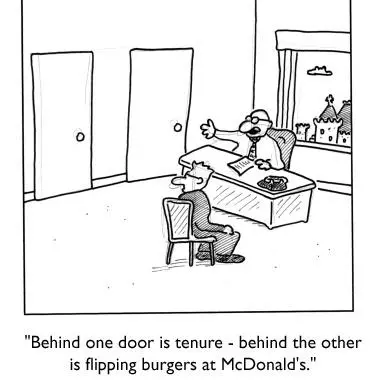 "Behind one door is tenure - behind the other
is flipping burgers at McDonald's."